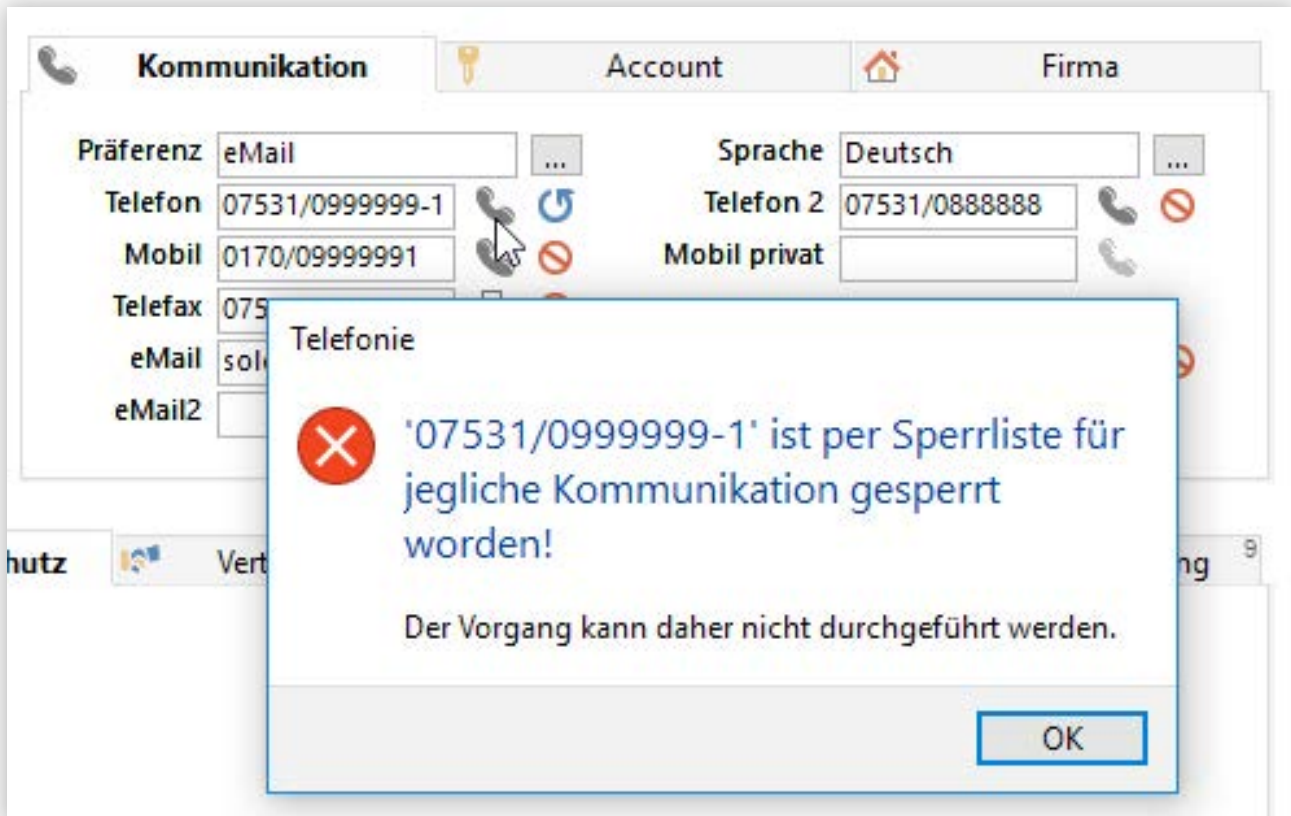 Kommunikation Account Firma
Präferenz eMail ... Sprache Deutsch ...
Telefon 07531/0999999-1 Telefon 2 07531/0888888
Mobil 0170/09999991 Mobil privat
Telefax 075
eMail
eMail2
Telefonie
'07531/0999999-1' ist per Sperrliste für
jegliche Kommunikation gesperrt
worden!
Der Vorgang kann daher nicht durchgeführt werden.
OK
hutz Vert ng 9